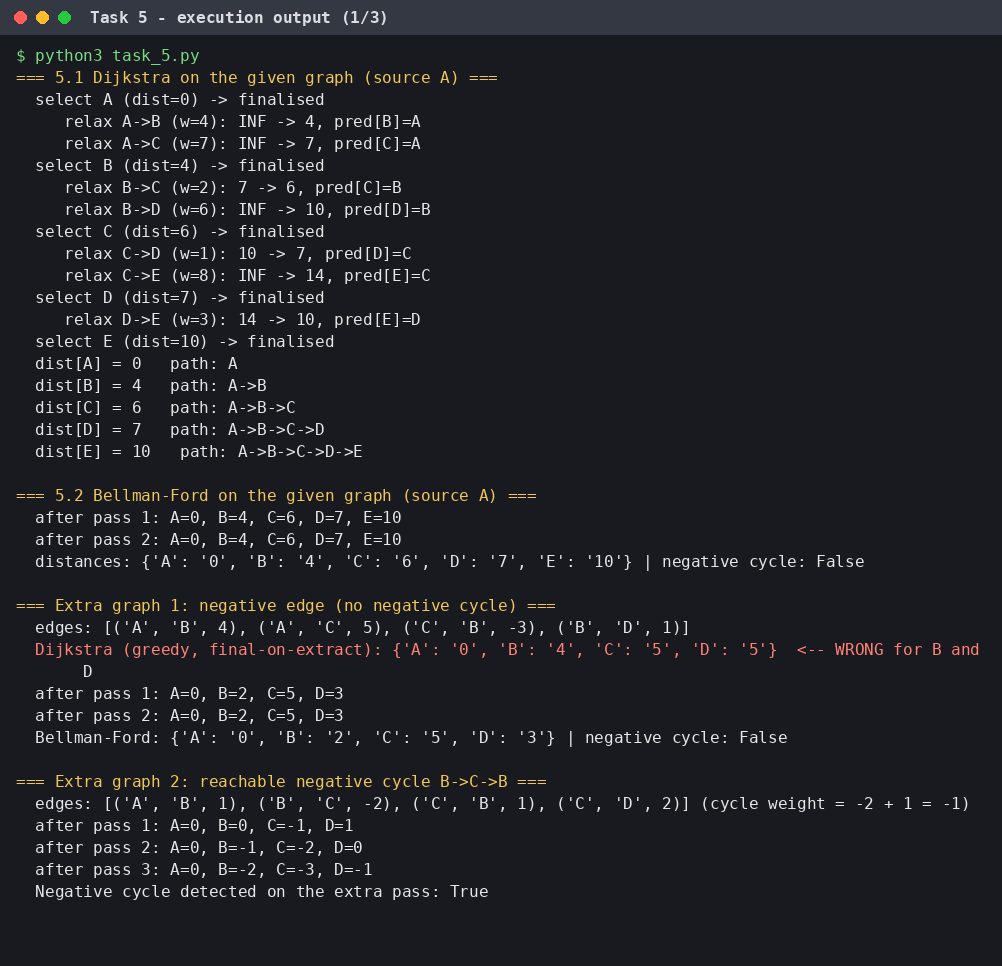 Task 5 - execution output (1/3)
$ python3 task_5.py
=== 5.1 Dijkstra on the given graph (source A) ===
select A (dist=0) -> finalised
relax A->B (w=4): INF -> 4, pred[B]=A
relax A->C (w=7): INF -> 7, pred[C]=A
select B (dist=4) -> finalised
relax B->C (w=2): 7 -> 6, pred[C]=B
relax B->D (w=6): INF -> 10, pred[D]=B
select C (dist=6) -> finalised
relax C->D (w=1): 10 -> 7, pred[D]=C
relax C->E (w=8): INF -> 14, pred[E]=C
select D (dist=7) -> finalised
relax D->E (w=3): 14 -> 10, pred[E]=D
select E (dist=10) -> finalised
dist[A] = 0   path: A
dist[B] = 4   path: A->B
dist[C] = 6   path: A->B->C
dist[D] = 7   path: A->B->C->D
dist[E] = 10   path: A->B->C->D->E
=== 5.2 Bellman-Ford on the given graph (source A) ===
after pass 1: A=0, B=4, C=6, D=7, E=10
after pass 2: A=0, B=4, C=6, D=7, E=10
distances: {'A': '0', 'B': '4', 'C': '6', 'D': '7', 'E': '10'} | negative cycle: False
=== Extra graph 1: negative edge (no negative cycle) ===
edges: [('A', 'B', 4), ('A', 'C', 5), ('C', 'B', -3), ('B', 'D', 1)]
Dijkstra (greedy, final-on-extract): {'A': '0', 'B': '4', 'C': '5', 'D': '5'}  <-- WRONG for B and
D
after pass 1: A=0, B=2, C=5, D=3
after pass 2: A=0, B=2, C=5, D=3
Bellman-Ford: {'A': '0', 'B': '2', 'C': '5', 'D': '3'} | negative cycle: False
=== Extra graph 2: reachable negative cycle B->C->B ===
edges: [('A', 'B', 1), ('B', 'C', -2), ('C', 'B', 1), ('C', 'D', 2)] (cycle weight = -2 + 1 = -1)
after pass 1: A=0, B=0, C=-1, D=1
after pass 2: A=0, B=-1, C=-2, D=0
after pass 3: A=0, B=-2, C=-3, D=-1
Negative cycle detected on the extra pass: True